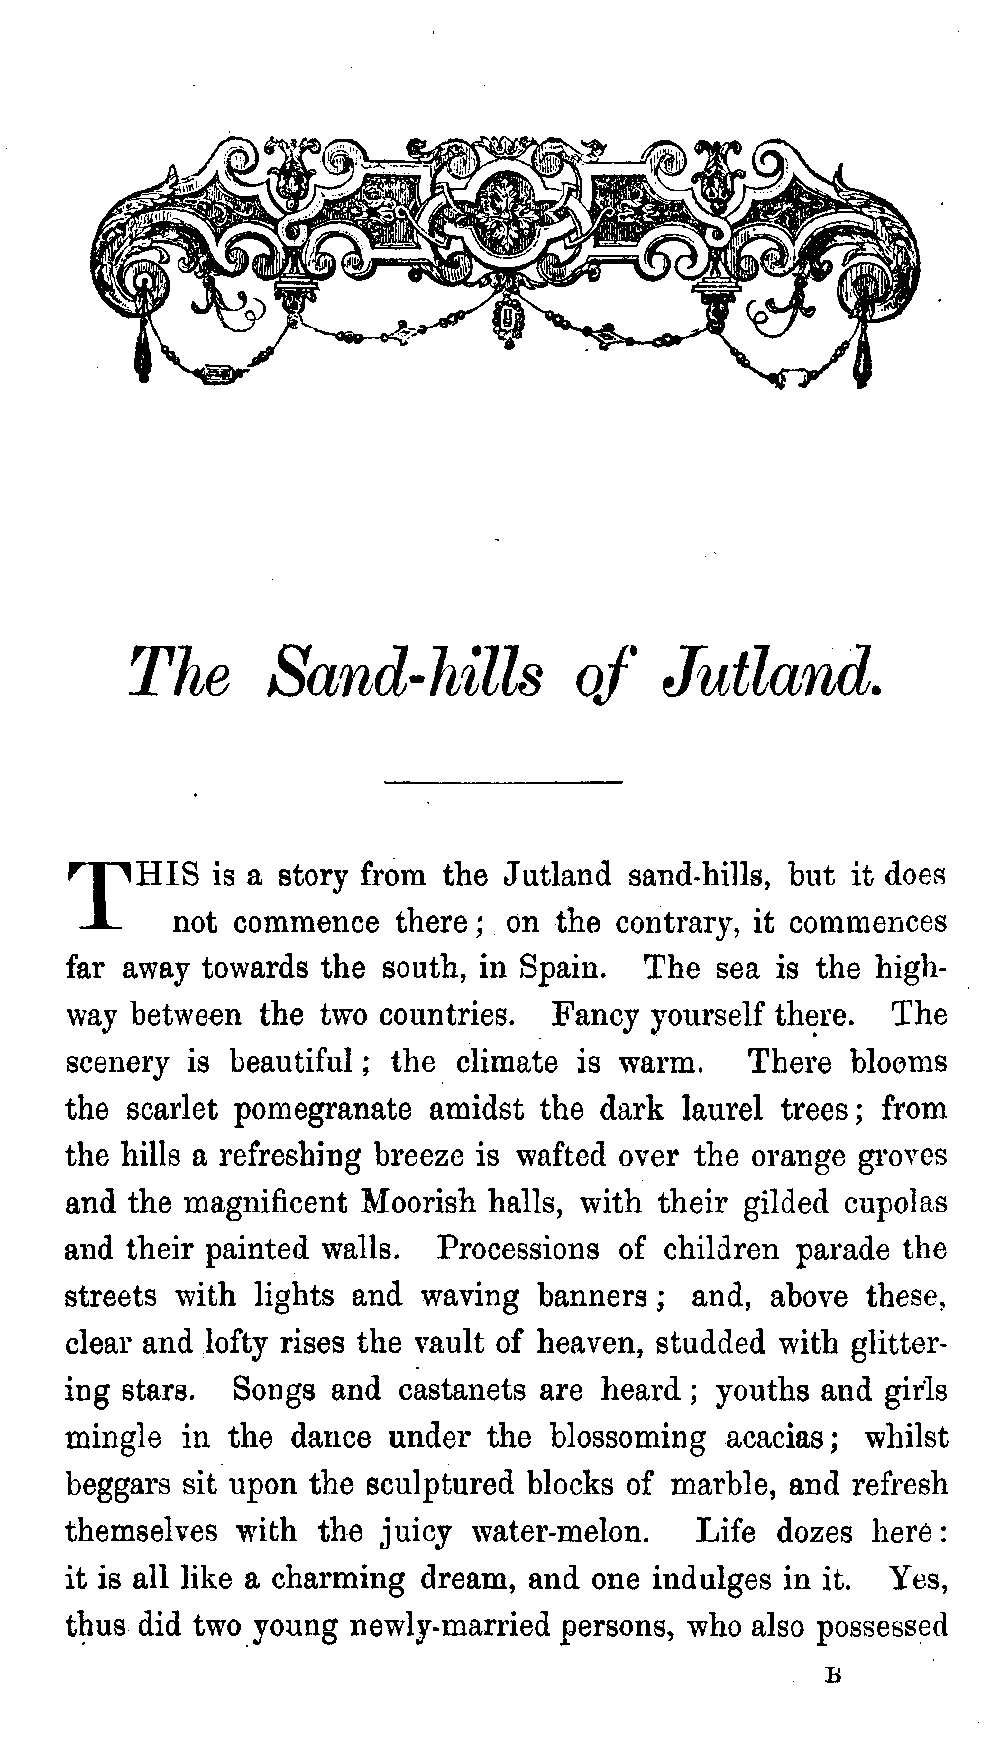 The Sand-hills of Jutland.
THIS is a story from the Jutland sand-hills, but it does
not commence there; on the contrary, it commences
far away towards the south, in Spain. The sea is the high-
way between the two countries. Fancy yourself there. The
scenery is beautiful; the climate is warm. There blooms
the scarlet pomegranate amidst the dark laurel trees; from
the hills a refreshing breeze is wafted over the orange groves
and the magnificent Moorish halls, with their gilded cupolas
and their painted walls. Processions of children parade the
streets with lights and waving banners; and, above these,
clear and lofty rises the vault of heaven, studded with glitter-
ing stars. Songs and castanets are heard; youths and girls
mingle in the dance under the blossoming acacias; whilst
beggars sit upon the sculptured blocks of marble, and refresh
themselves with the juicy water-melon. Life dozes here:
it is all like a charming dream, and one indulges in it. Yes,
thus did two young newly-married persons, who also possessed
B